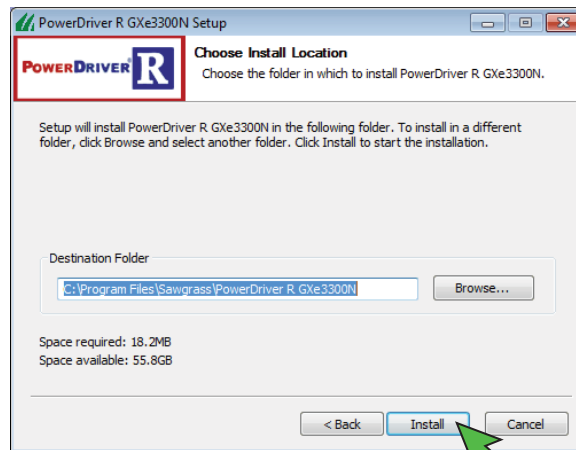 PowerDriver R GXe3300N Setup
POWERDRIVER® R
Choose Install Location
Choose the folder in which to install PowerDriver R GXe3300N.
Setup will install PowerDriver R GXe3300N in the following folder. To install in a different
folder, click Browse and select another folder. Click Install to start the installation.
Destination Folder
C:\Program Files\Sawgrass\PowerDriver R GXe3300N
Browse...
Space required: 18.2MB
Space available: 55.8GB
< Back
Install
Cancel